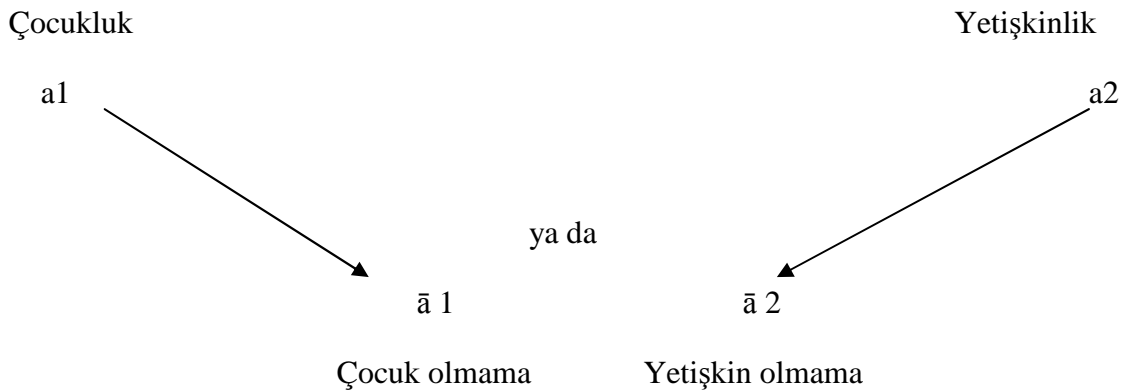 Çocukluk Yetişkinlik
a1 a2
ya da
ā 1 ā 2
Çocuk olmama Yetişkin olmama